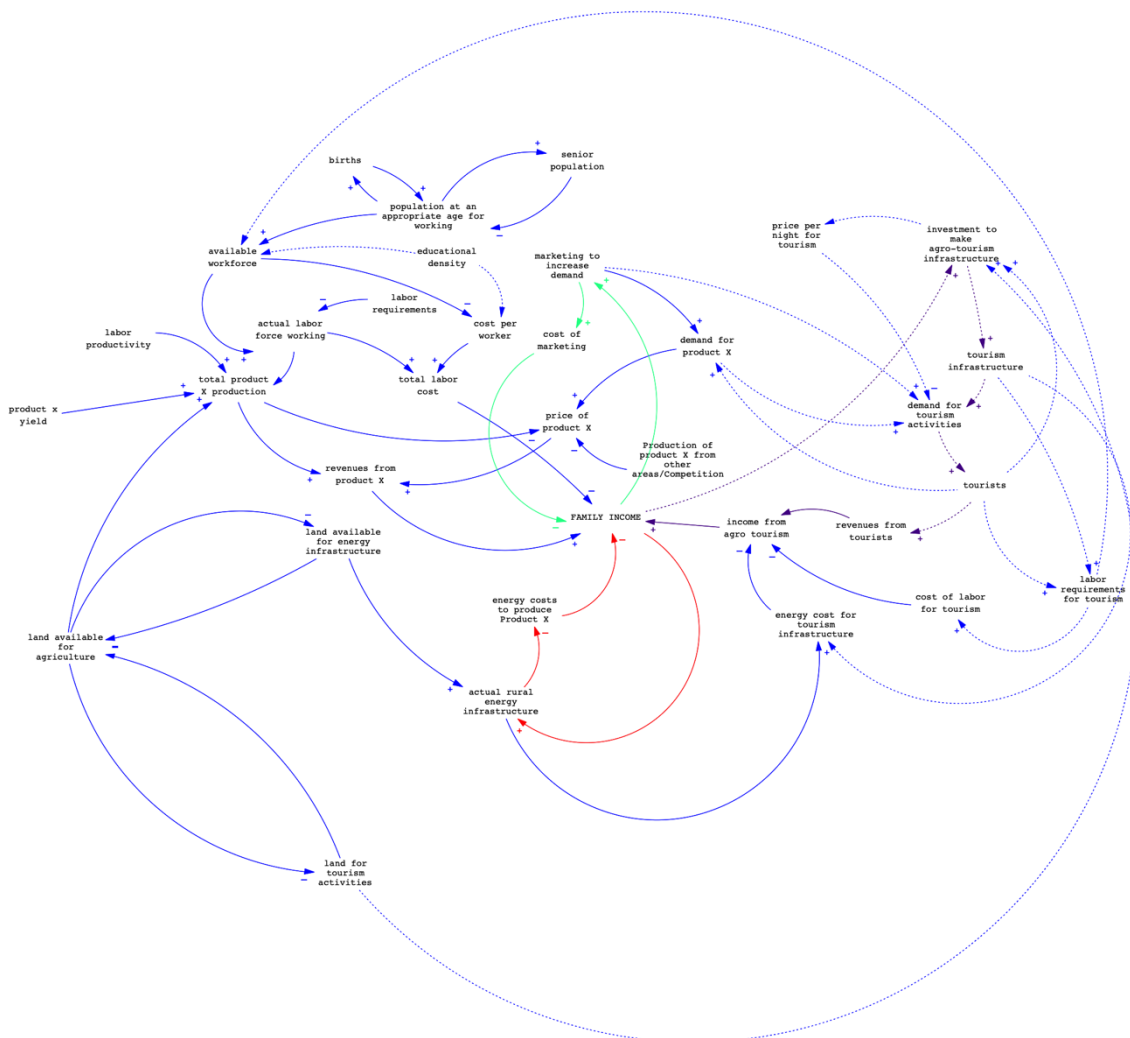 births
senior
population
population at an
appropriate age for
working
available
workforce
educational
density
marketing to
increase
demand
price per
night for
tourism
investment to
make
agro-tourism
infrastructure
labor
requirements
labor
productivity
actual labor
force working
cost per
worker
cost of
marketing
demand for
product X
tourism
infrastructure
total product
X production
total labor
cost
product x
yield
price of
product X
demand for
tourism
activities
Production of
product X from
other
areas/Competition
revenues from
product X
tourists
FAMILY INCOME
income from
agro tourism
revenues from
tourists
land available
for energy
infrastructure
energy costs
to produce
Product X
energy cost for
tourism
infrastructure
cost of labor
for tourism
labor
requirements
for tourism
land available
for
agriculture
actual rural
energy
infrastructure
land for
tourism
activities